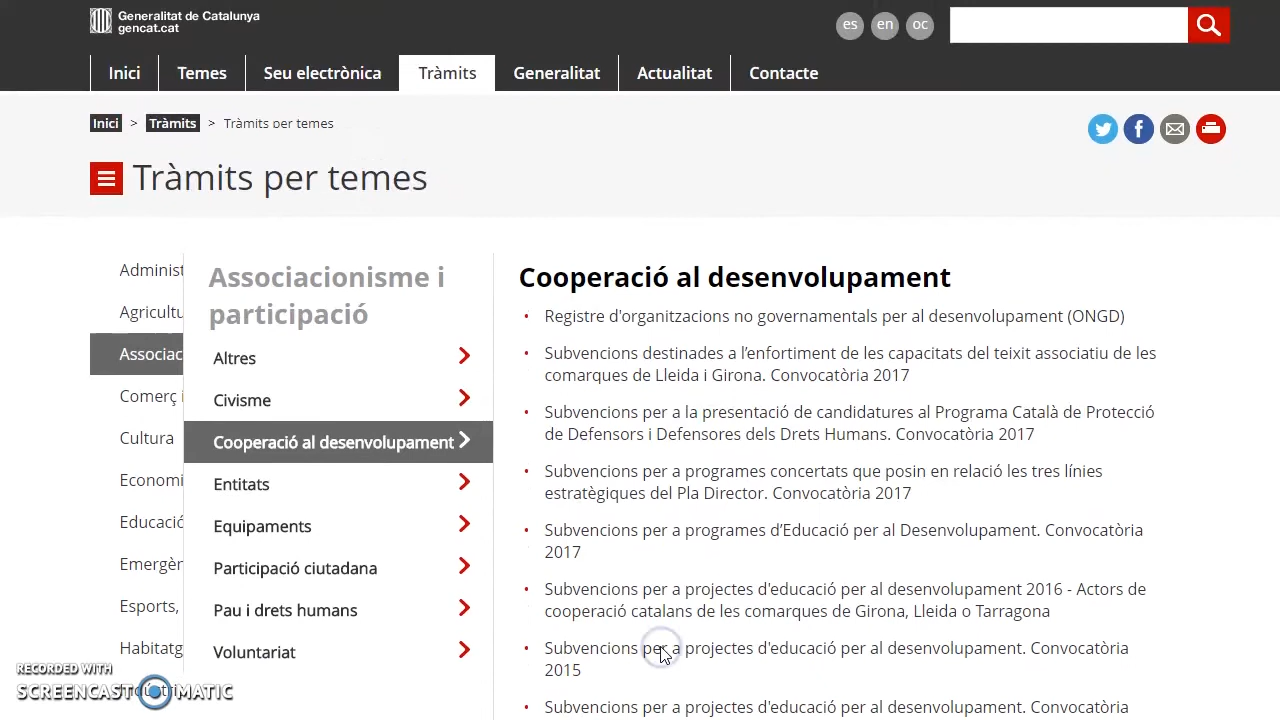 Generalitat de Catalunya
gencat.cat
es en oc
Inici Temes Seu electrònica Tràmits Generalitat Actualitat Contacte
Inici > Tràmits > Tràmits per temes
Tràmits per temes
Administ
Agricultu
Associac
Comerç i
Cultura
Economi
Educació
Emergèn
Esports,
Habitatg
Associacionisme i
participació
Altres
Civisme
Cooperació al desenvolupament
Entitats
Equipaments
Participació ciutadana
Pau i drets humans
Voluntariat
Cooperació al desenvolupament
• Registre d'organitzacions no governamentals per al desenvolupament (ONGD)
• Subvencions destinades a l’enfortiment de les capacitats del teixit associatiu de les
comarques de Lleida i Girona. Convocatòria 2017
• Subvencions per a la presentació de candidatures al Programa Català de Protecció
de Defensors i Defensores dels Drets Humans. Convocatòria 2017
• Subvencions per a programes concertats que posin en relació les tres línies
estratègiques del Pla Director. Convocatòria 2017
• Subvencions per a programes d’Educació per al Desenvolupament. Convocatòria
2017
• Subvencions per a projectes d'educació per al desenvolupament 2016 - Actors de
cooperació catalans de les comarques de Girona, Lleida o Tarragona
• Subvencions per a projectes d'educació per al desenvolupament. Convocatòria
2015
• Subvencions per a projectes d'educació per al desenvolupament. Convocatòria
RECORDED WITH
SCREENCAST-O-MATIC